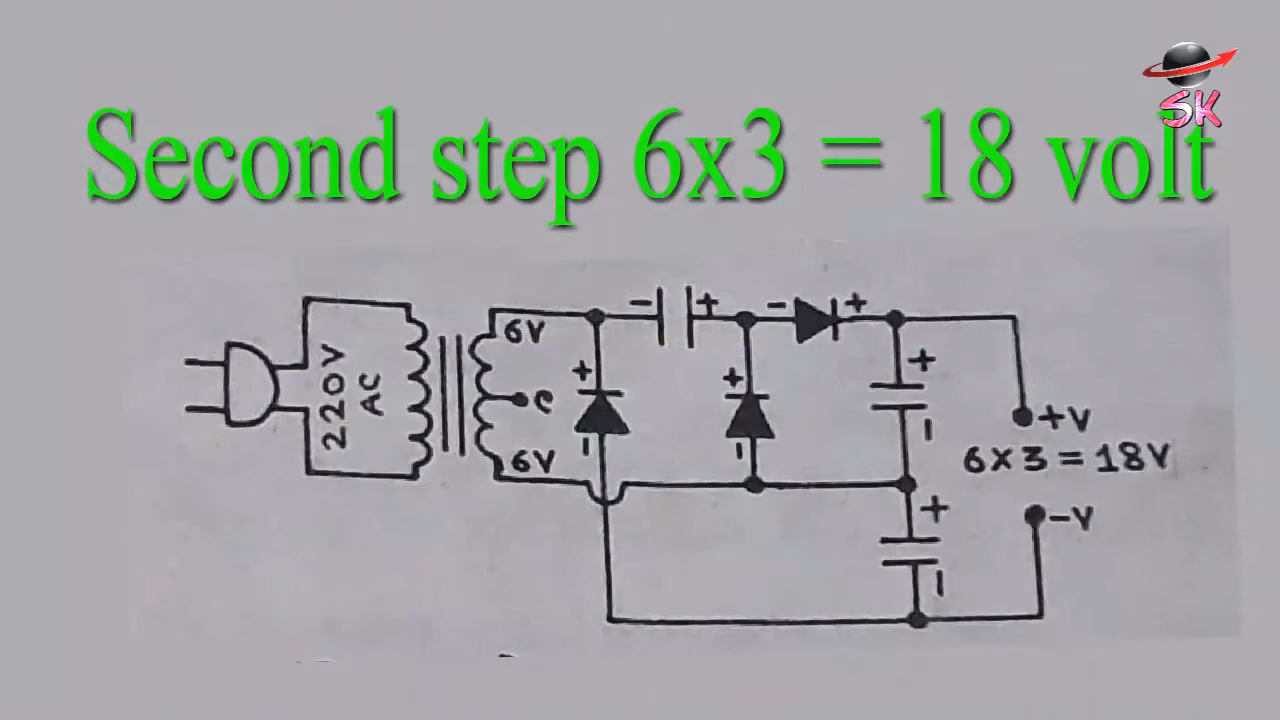 SK
Second step 6x3 = 18 volt
- + - +
6V
220V
AC
+ e + +
+V
- - -
6V
6X3=18V
+
-V
-